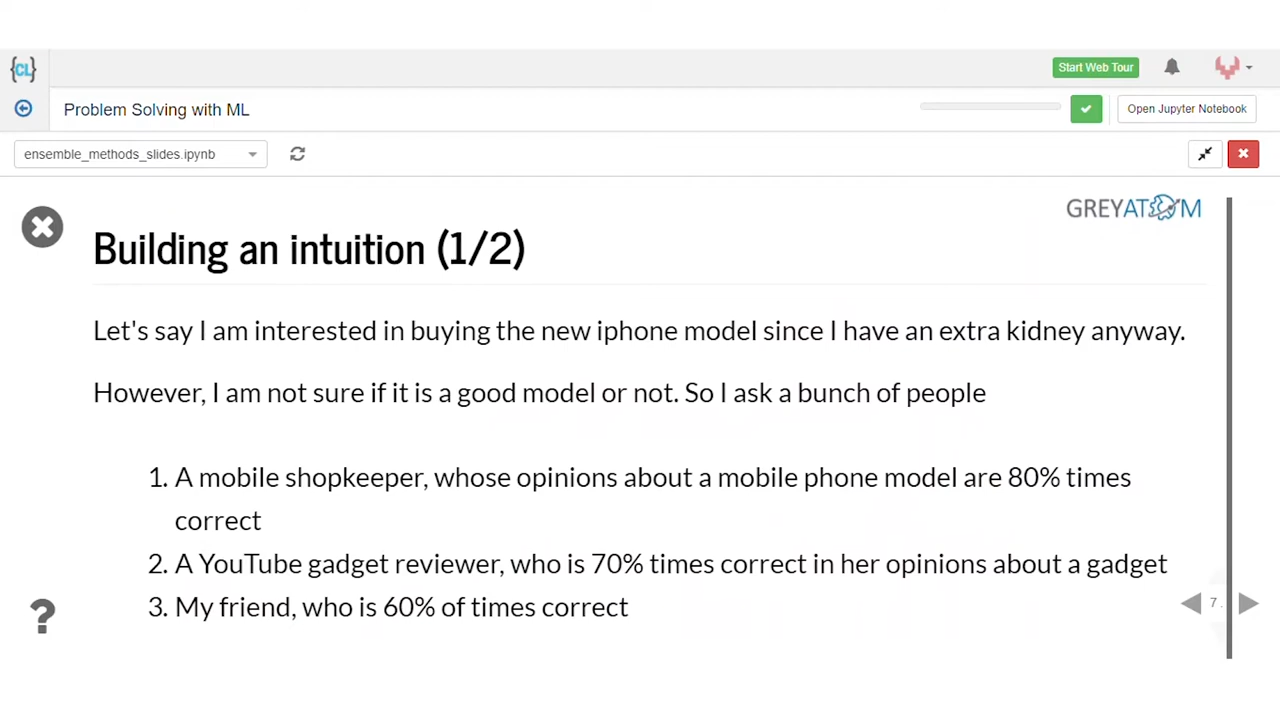 {CL}
Start Web Tour
Problem Solving with ML
Open Jupyter Notebook
ensemble_methods_slides.ipynb
GREYATOM
Building an intuition (1/2)
Let's say I am interested in buying the new iphone model since I have an extra kidney anyway.
However, I am not sure if it is a good model or not. So I ask a bunch of people
1. A mobile shopkeeper, whose opinions about a mobile phone model are 80% times
correct
2. A YouTube gadget reviewer, who is 70% times correct in her opinions about a gadget
3. My friend, who is 60% of times correct
?
7 .